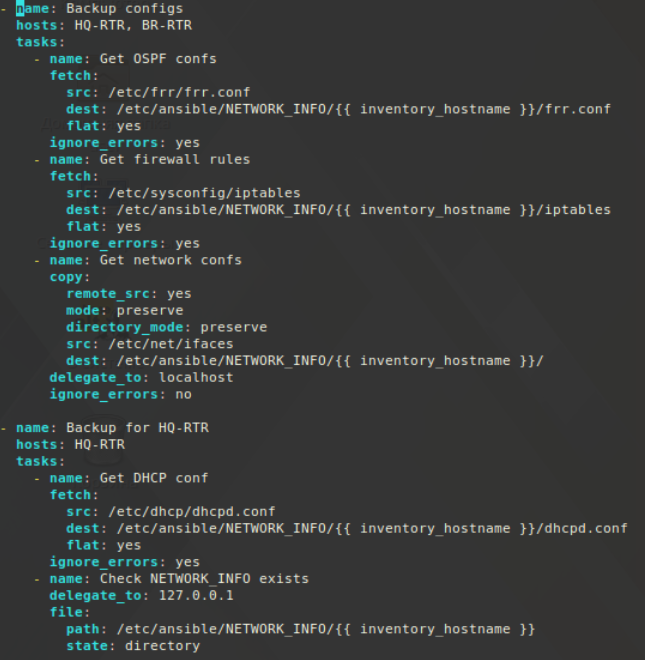 - name: Backup configs
  hosts: HQ-RTR, BR-RTR
  tasks:
    - name: Get OSPF confs
      fetch:
        src: /etc/frr/frr.conf
        dest: /etc/ansible/NETWORK_INFO/{{ inventory_hostname }}/frr.conf
        flat: yes
      ignore_errors: yes
    - name: Get firewall rules
      fetch:
        src: /etc/sysconfig/iptables
        dest: /etc/ansible/NETWORK_INFO/{{ inventory_hostname }}/iptables
        flat: yes
      ignore_errors: yes
    - name: Get network confs
      copy:
        remote_src: yes
        mode: preserve
        directory_mode: preserve
        src: /etc/net/ifaces
        dest: /etc/ansible/NETWORK_INFO/{{ inventory_hostname }}/
      delegate_to: localhost
      ignore_errors: no
- name: Backup for HQ-RTR
  hosts: HQ-RTR
  tasks:
    - name: Get DHCP conf
      fetch:
        src: /etc/dhcp/dhcpd.conf
        dest: /etc/ansible/NETWORK_INFO/{{ inventory_hostname }}/dhcpd.conf
        flat: yes
      ignore_errors: yes
    - name: Check NETWORK_INFO exists
      delegate_to: 127.0.0.1
      file:
        path: /etc/ansible/NETWORK_INFO/{{ inventory_hostname }}
        state: directory